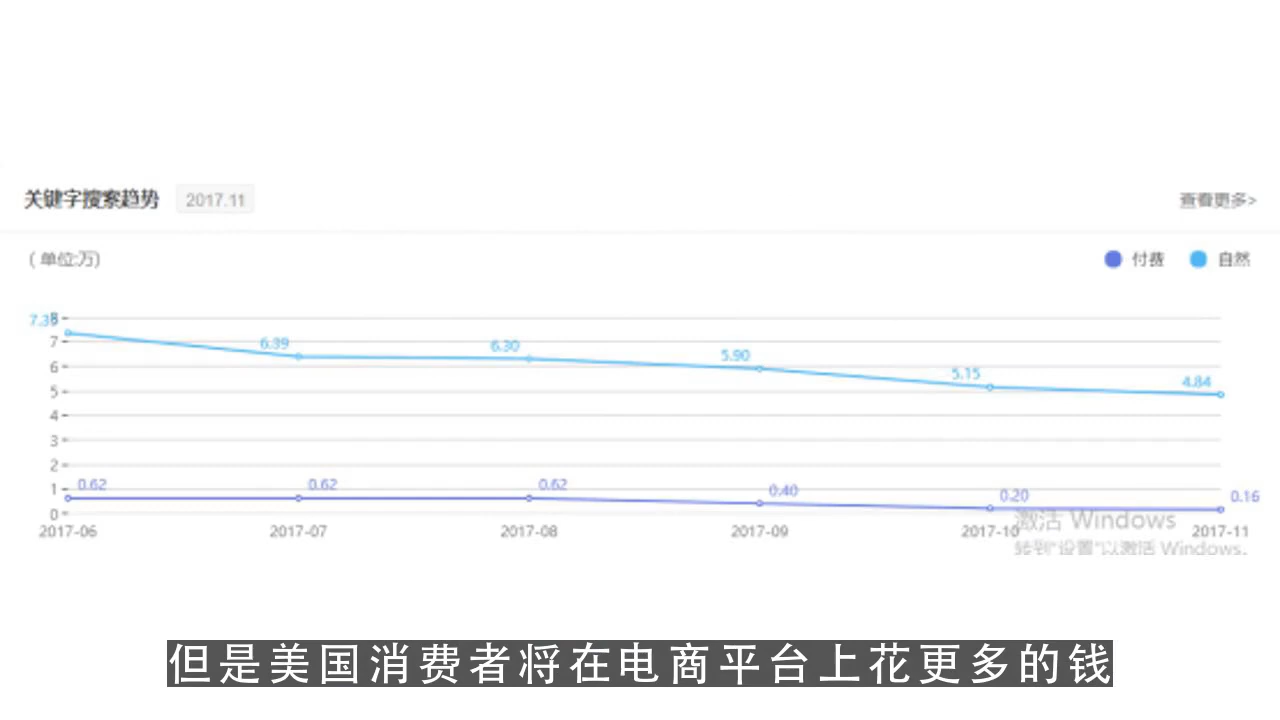 关键字搜索趋势 2017.11 查看更多>
(单位:万) 付费 自然
8
7
6
5
4
3
2
1
0
7.38 6.39 6.30 5.90 5.15 4.84
0.62 0.62 0.62 0.40 0.20 0.16
2017-06 2017-07 2017-08 2017-09 2017-10 2017-11
激活 Windows
转到"设置"以激活 Windows。
但是美国消费者将在电商平台上花更多的钱